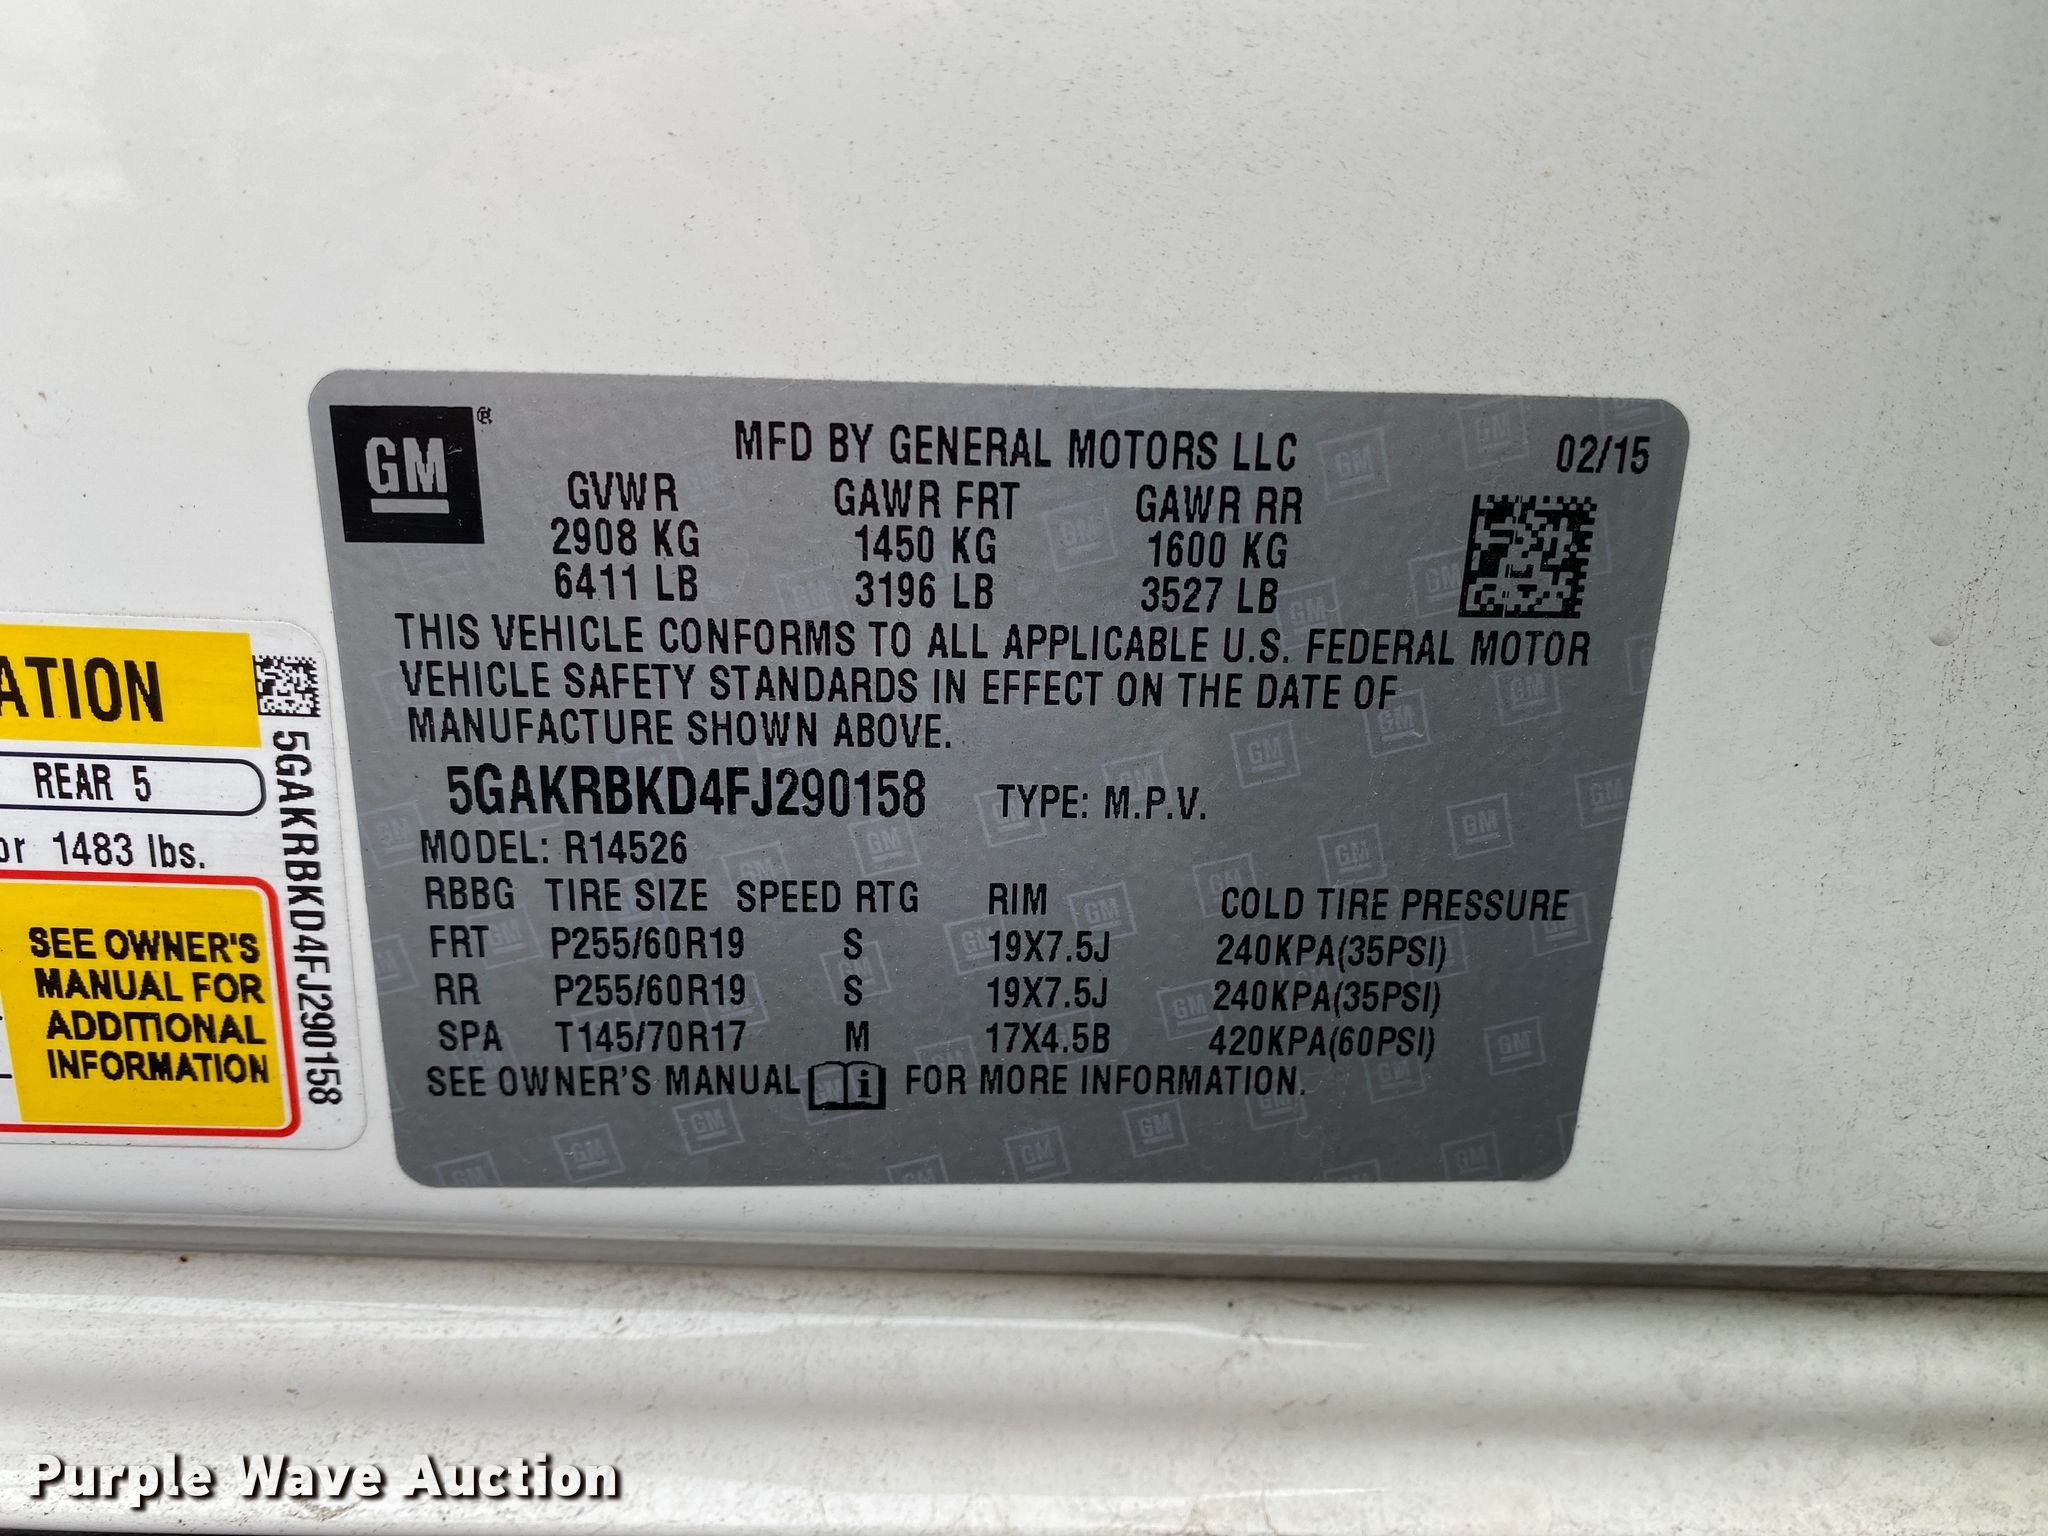 GM ®
MFD BY GENERAL MOTORS LLC 02/15
GVWR GAWR FRT GAWR RR
2908 KG 1450 KG 1600 KG
6411 LB 3196 LB 3527 LB
THIS VEHICLE CONFORMS TO ALL APPLICABLE U.S. FEDERAL MOTOR
VEHICLE SAFETY STANDARDS IN EFFECT ON THE DATE OF
MANUFACTURE SHOWN ABOVE.
5GAKRBKD4FJ290158 TYPE: M.P.V.
MODEL: R14526
RBBG TIRE SIZE SPEED RTG RIM COLD TIRE PRESSURE
FRT P255/60R19 S 19X7.5J 240KPA(35PSI)
RR P255/60R19 S 19X7.5J 240KPA(35PSI)
SPA T145/70R17 M 17X4.5B 420KPA(60PSI)
SEE OWNER'S MANUAL i FOR MORE INFORMATION.
ATION
REAR 5
or 1483 lbs.
SEE OWNER'S
MANUAL FOR
ADDITIONAL
INFORMATION
5GAKRBKD4FJ290158
Purple Wave Auction